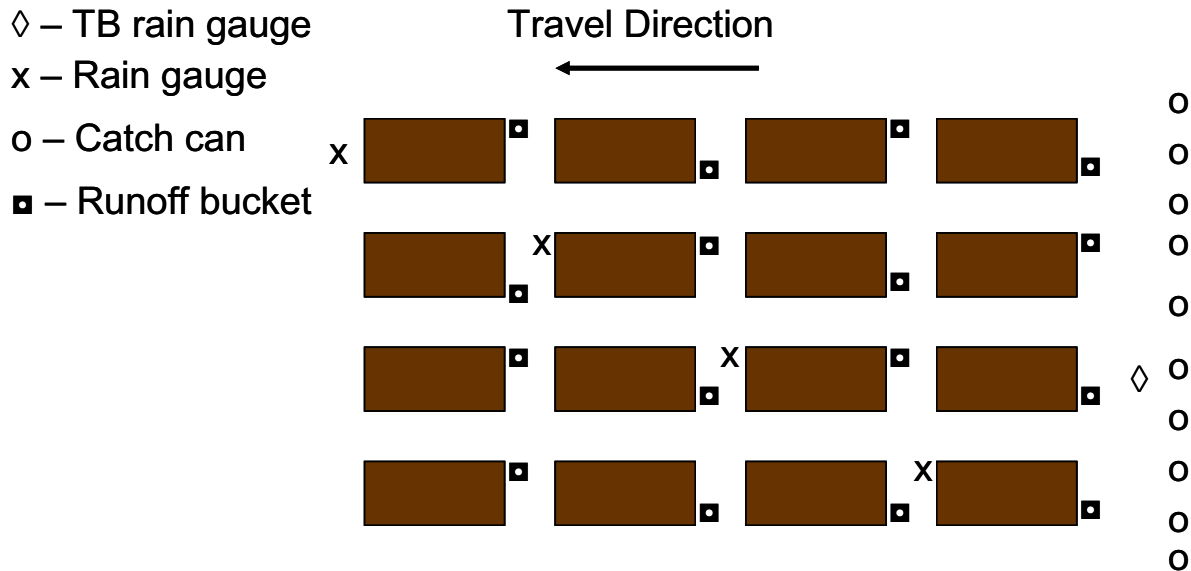 ◊ – TB rain gauge
Travel Direction
x – Rain gauge
o – Catch can
◘ – Runoff bucket